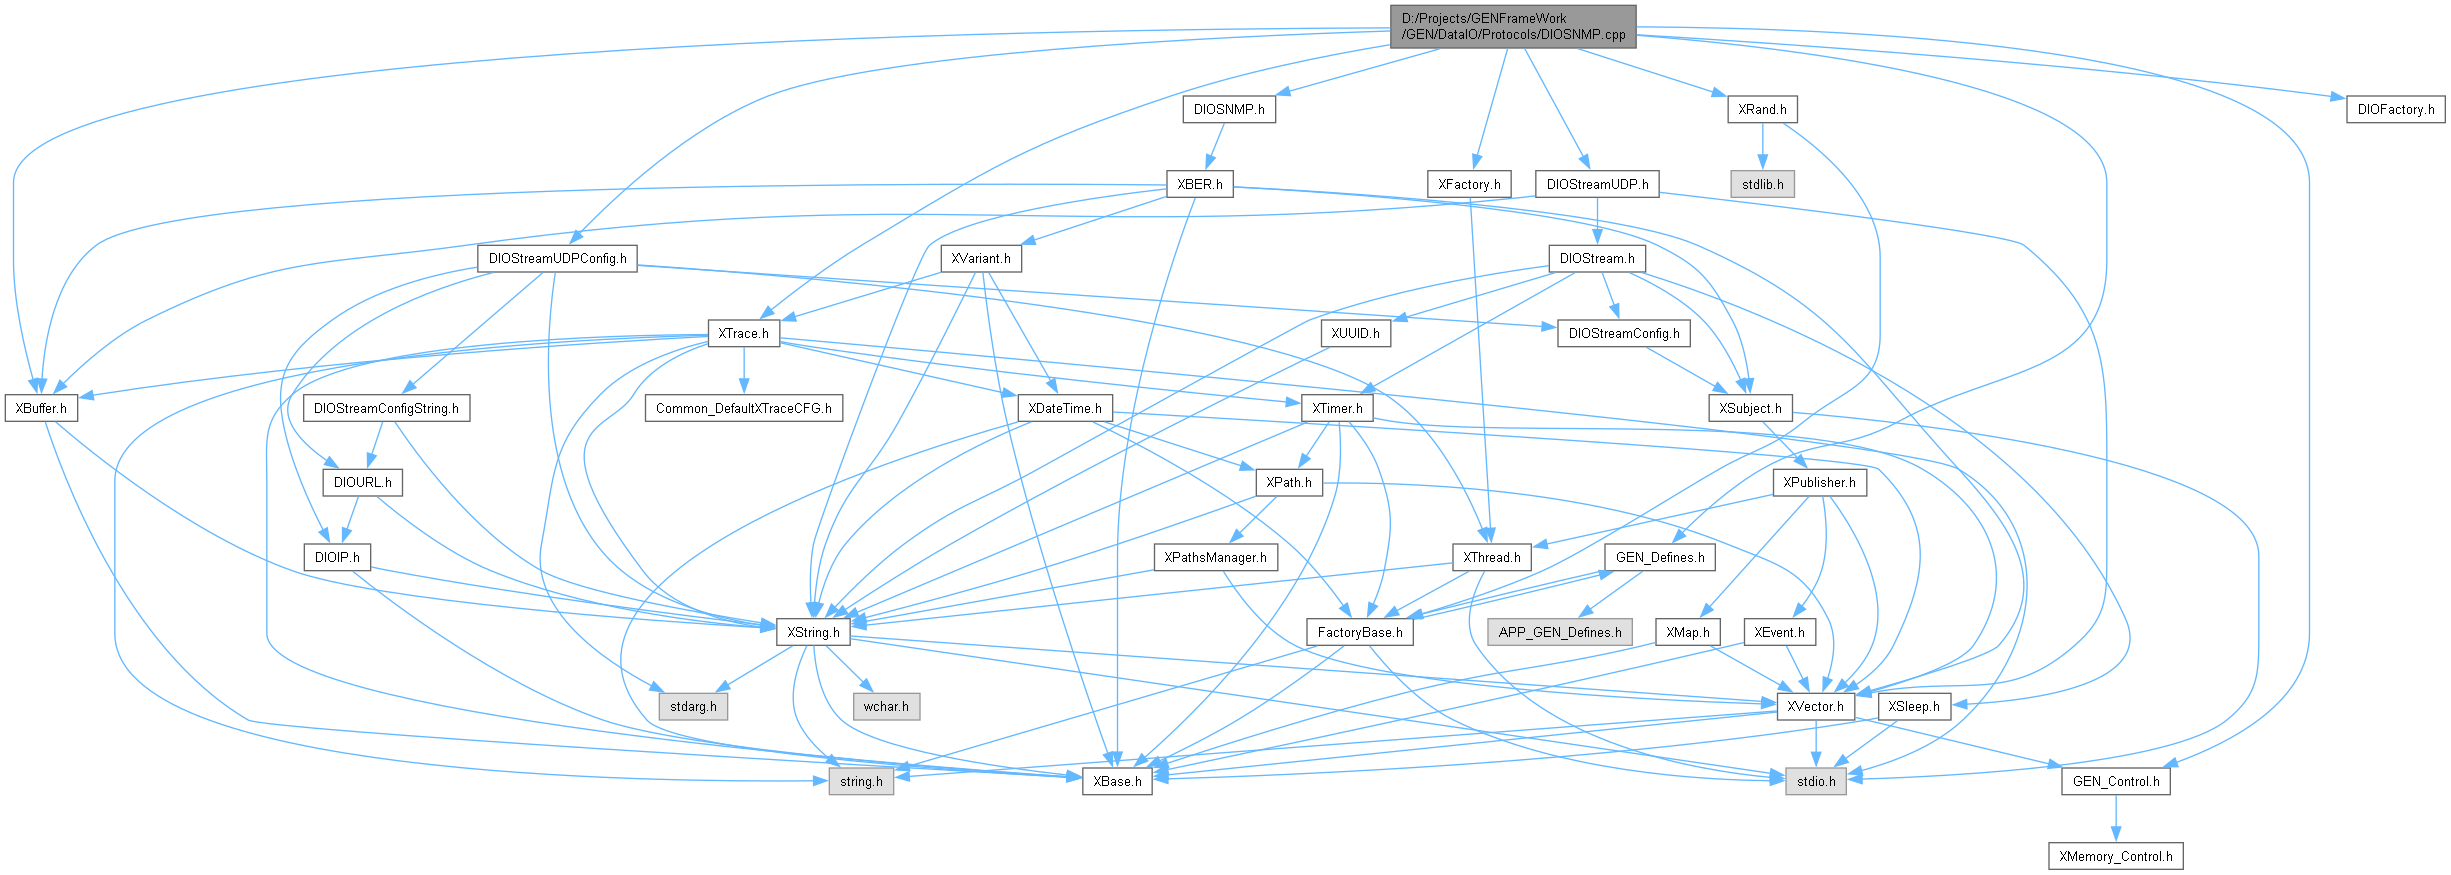 D:/Projects/GENFrameWork
/GEN/DataIO/Protocols/DIOSNMP.cpp
DIOSNMP.h
XRand.h
DIOFactory.h
XBER.h
XFactory.h
DIOStreamUDP.h
stdlib.h
DIOStreamUDPConfig.h
XVariant.h
DIOStream.h
XTrace.h
XUUID.h
DIOStreamConfig.h
XBuffer.h
DIOStreamConfigString.h
Common_DefaultXTraceCFG.h
XDateTime.h
XTimer.h
XSubject.h
DIOURL.h
XPath.h
XPublisher.h
DIOIP.h
XPathsManager.h
XThread.h
GEN_Defines.h
XString.h
FactoryBase.h
APP_GEN_Defines.h
XMap.h
XEvent.h
stdarg.h
wchar.h
XVector.h
XSleep.h
string.h
XBase.h
stdio.h
GEN_Control.h
XMemory_Control.h